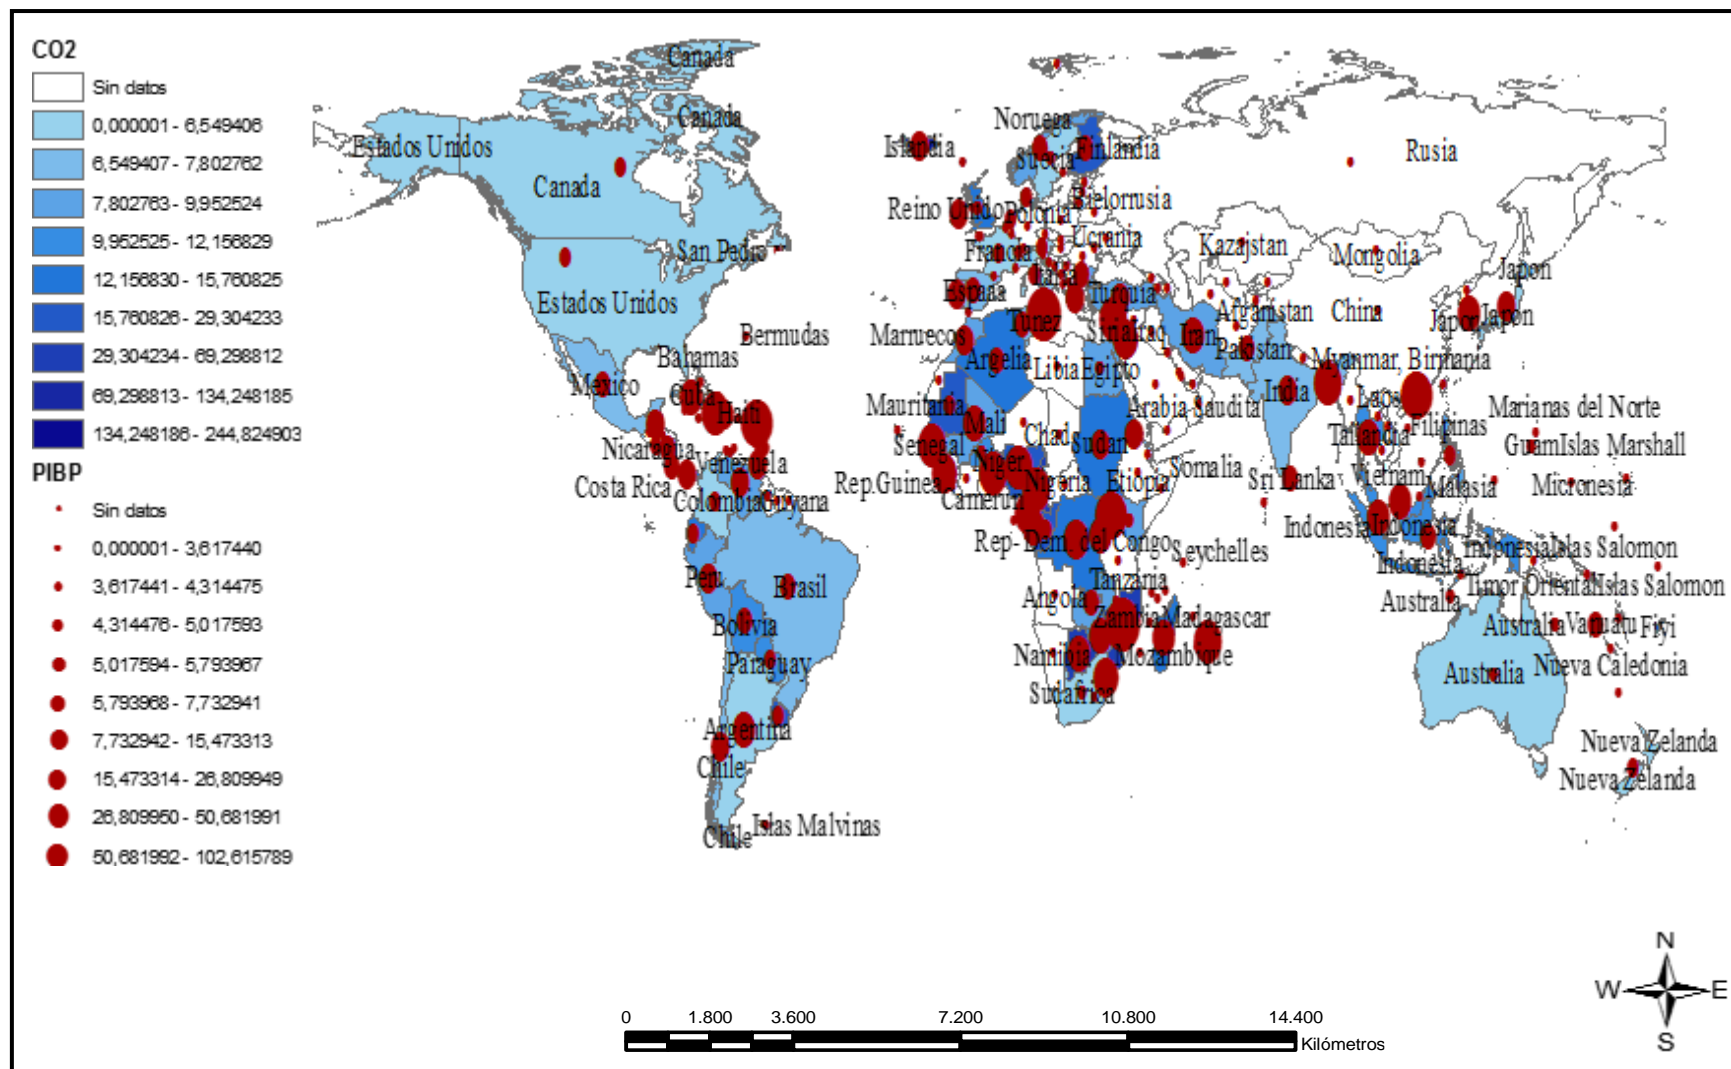 CO2
Sin datos
0,000001 - 6,549406
6,549407 - 7,802762
7,802763 - 9,952524
9,952525 - 12,156829
12,156830 - 15,760825
15,760826 - 29,304233
29,304234 - 69,298812
69,298813 - 134,248185
134,248186 - 244,824903
PIBP
Sin datos
0,000001 - 3,617440
3,617441 - 4,314475
4,314476 - 5,017593
5,017594 - 5,793967
5,793968 - 7,732941
7,732942 - 15,473313
15,473314 - 26,809949
26,809950 - 50,681991
50,681992 - 102,615789
Canada
Canada
Estados Unidos
Canada
San Pedro
Estados Unidos
Bermudas
Bahamas
Mexico
Cuba
Haiti
Nicaragua
Venezuela
Costa Rica
Colombia
Guyana
Peru
Brasil
Bolivia
Paraguay
Argentina
Chile
Chile
Islas Malvinas
Islandia
Noruega
Suecia
Finlandia
Rusia
Reino Unido
Polonia
Bielorrusia
Francia
Ucrania
Kazajstan
Mongolia
Japon
Italia
Turquia
Afganistan
China
Japon
Japon
Marruecos
Tunez
Siria
Iraq
Iran
Pakistan
Myanmar, Birmania
Argelia
Libia
Egipto
India
Laos
Mauritania
Mali
Chad
Sudan
Arabia Saudita
Tailandia
Filipinas
Marianas del Norte
Senegal
Niger
Guam
Islas Marshall
Rep.Guinea
Nigeria
Etiopia
Somalia
Sri Lanka
Vietnam
Malasia
Micronesia
Camerun
Indonesia
Indonesia
Rep- Dem. del Congo
Seychelles
Indonesia
Indonesia
Islas Salomon
Angola
Tanzania
Timor Oriental
Islas Salomon
Zambia
Madagascar
Australia
Australia
Vanuatu
Fiyi
Namibia
Mozambique
Nueva Caledonia
Sudafrica
Australia
Nueva Zelanda
Nueva Zelanda
N
W
E
S
0
1.800
3.600
7.200
10.800
14.400
Kilómetros